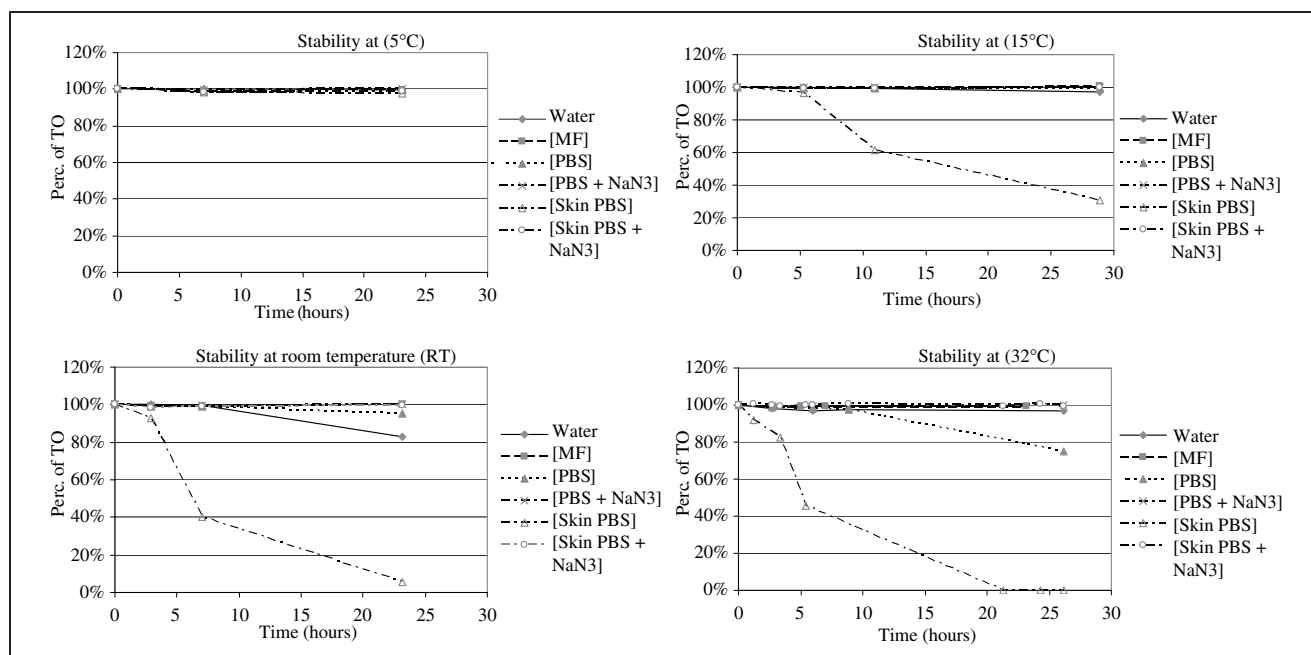 Stability at (5°C)
120%
100%
80%
60%
40%
20%
0%
Perc. of TO
0 5 10 15 20 25 30
Time (hours)
Water
[MF]
[PBS]
[PBS + NaN3]
[Skin PBS]
[Skin PBS +
NaN3]
Stability at (15°C)
120%
100%
80%
60%
40%
20%
0%
Perc. of TO
0 5 10 15 20 25 30
Time (hours)
Water
[MF]
[PBS]
[PBS + NaN3]
[Skin PBS]
[Skin PBS +
NaN3]
Stability at room temperature (RT)
120%
100%
80%
60%
40%
20%
0%
Perc. of TO
0 5 10 15 20 25 30
Time (hours)
Water
[MF]
[PBS]
[PBS + NaN3]
[Skin PBS]
[Skin PBS +
NaN3]
Stability at (32°C)
120%
100%
80%
60%
40%
20%
0%
Perc. of TO
0 5 10 15 20 25 30
Time (hours)
Water
[MF]
[PBS]
[PBS + NaN3]
[Skin PBS]
[Skin PBS +
NaN3]